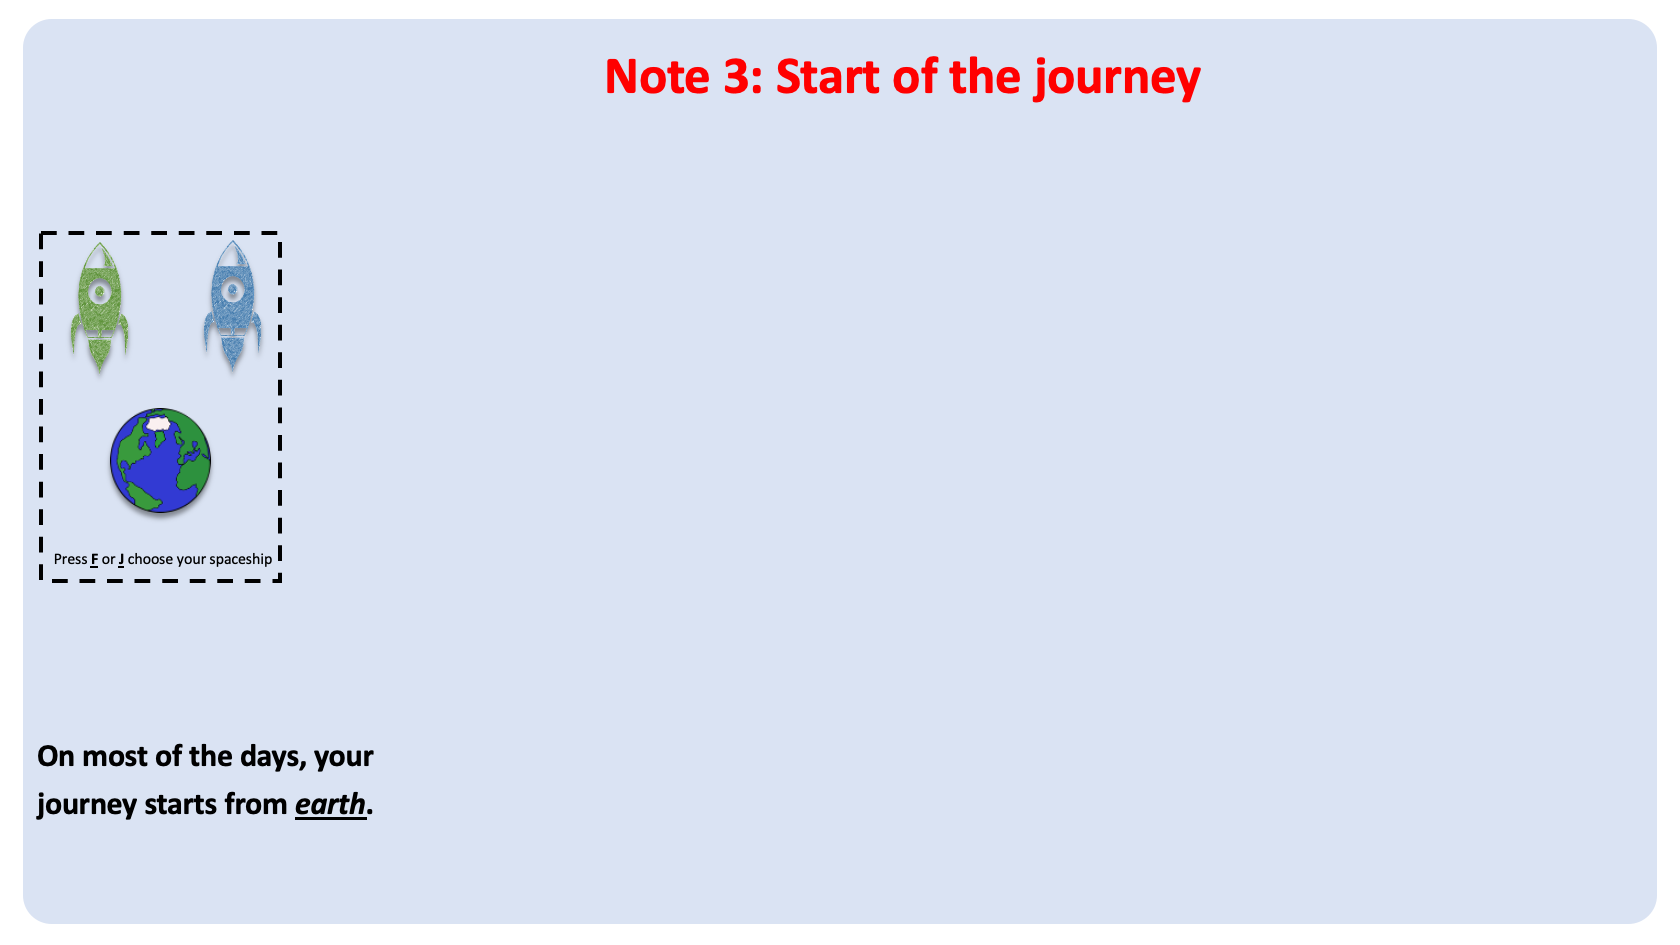 Note 3: Start of the journey
Press F or J choose your spaceship
On most of the days, your
journey starts from earth.